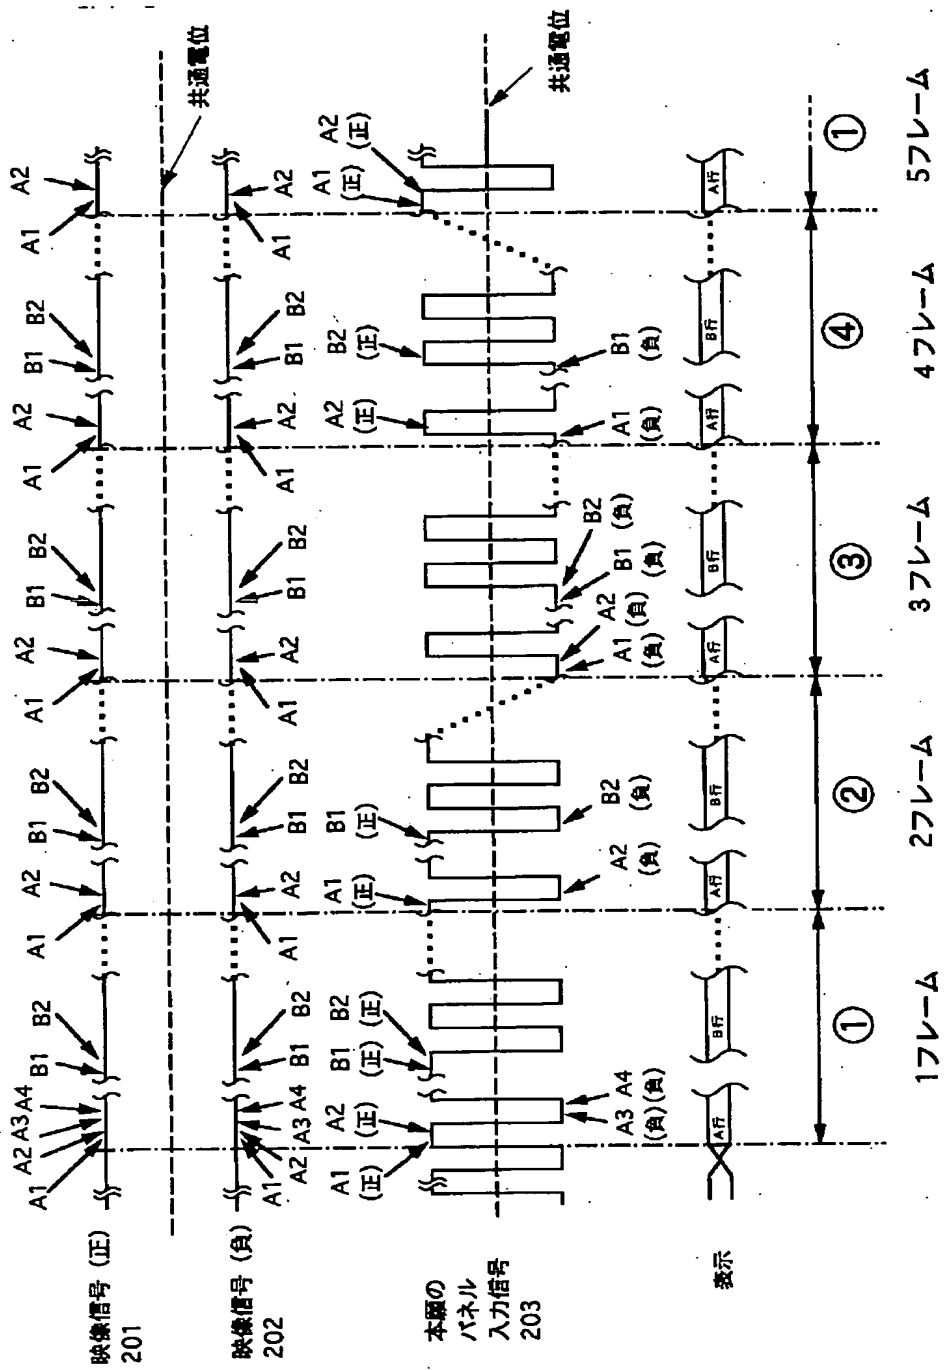 A1 A2 A3 A4 B1 B2 A1 A2 B1 B2 A1 A2 B1 B2 A1 A2 B1 B2 A1 A2
映像信号 (正)
201
共通電位
映像信号 (負)
202
A1 A2 A3 A4 B1 B2 A1 A2 B1 B2 A1 A2 B1 B2 A1 A2 B1 B2 A1 A2
A1 A2 B1 B2 A1 B1 A2 B2 A1 A2
(正) (正) (正) (正) (正) (正) (正) (正) (正) (正)
本願の
パネル
入力信号
203
共通電位
A3 A4 A2 B2 A1 A2 B1 B2 A1 B1
(負) (負) (負) (負) (負) (負) (負) (負) (負) (負)
表示
A行 B行 A行 B行 A行 B行 A行 B行 A行
① ② ③ ④ ①
1フレーム 2フレーム 3フレーム 4フレーム 5フレーム